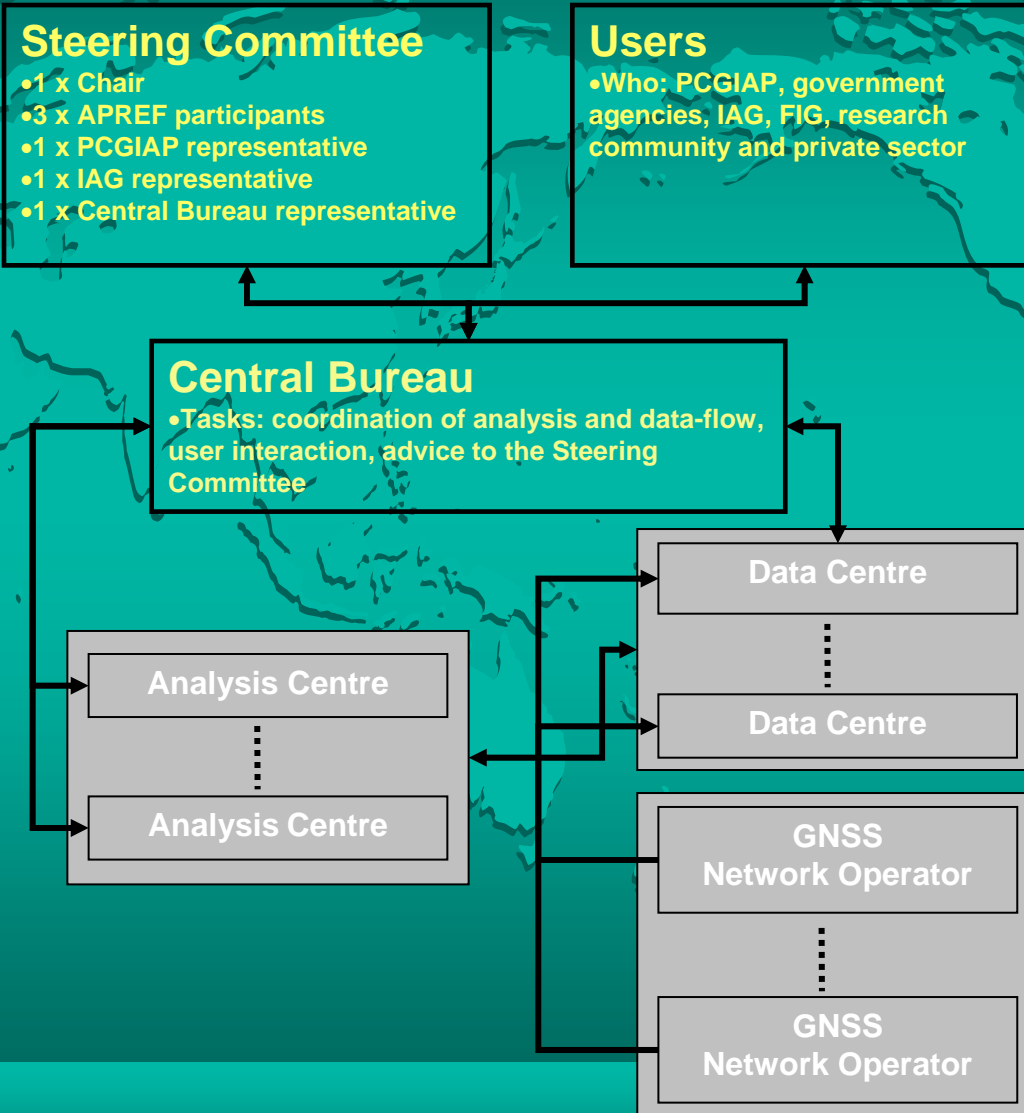 Steering Committee
•1 x Chair
•3 x APREF participants
•1 x PCGIAP representative
•1 x IAG representative
•1 x Central Bureau representative
Users
•Who: PCGIAP, government
agencies, IAG, FIG, research
community and private sector
Central Bureau
•Tasks: coordination of analysis and data-flow,
user interaction, advice to the Steering
Committee
Data Centre
Data Centre
Analysis Centre
Analysis Centre
GNSS
Network Operator
GNSS
Network Operator